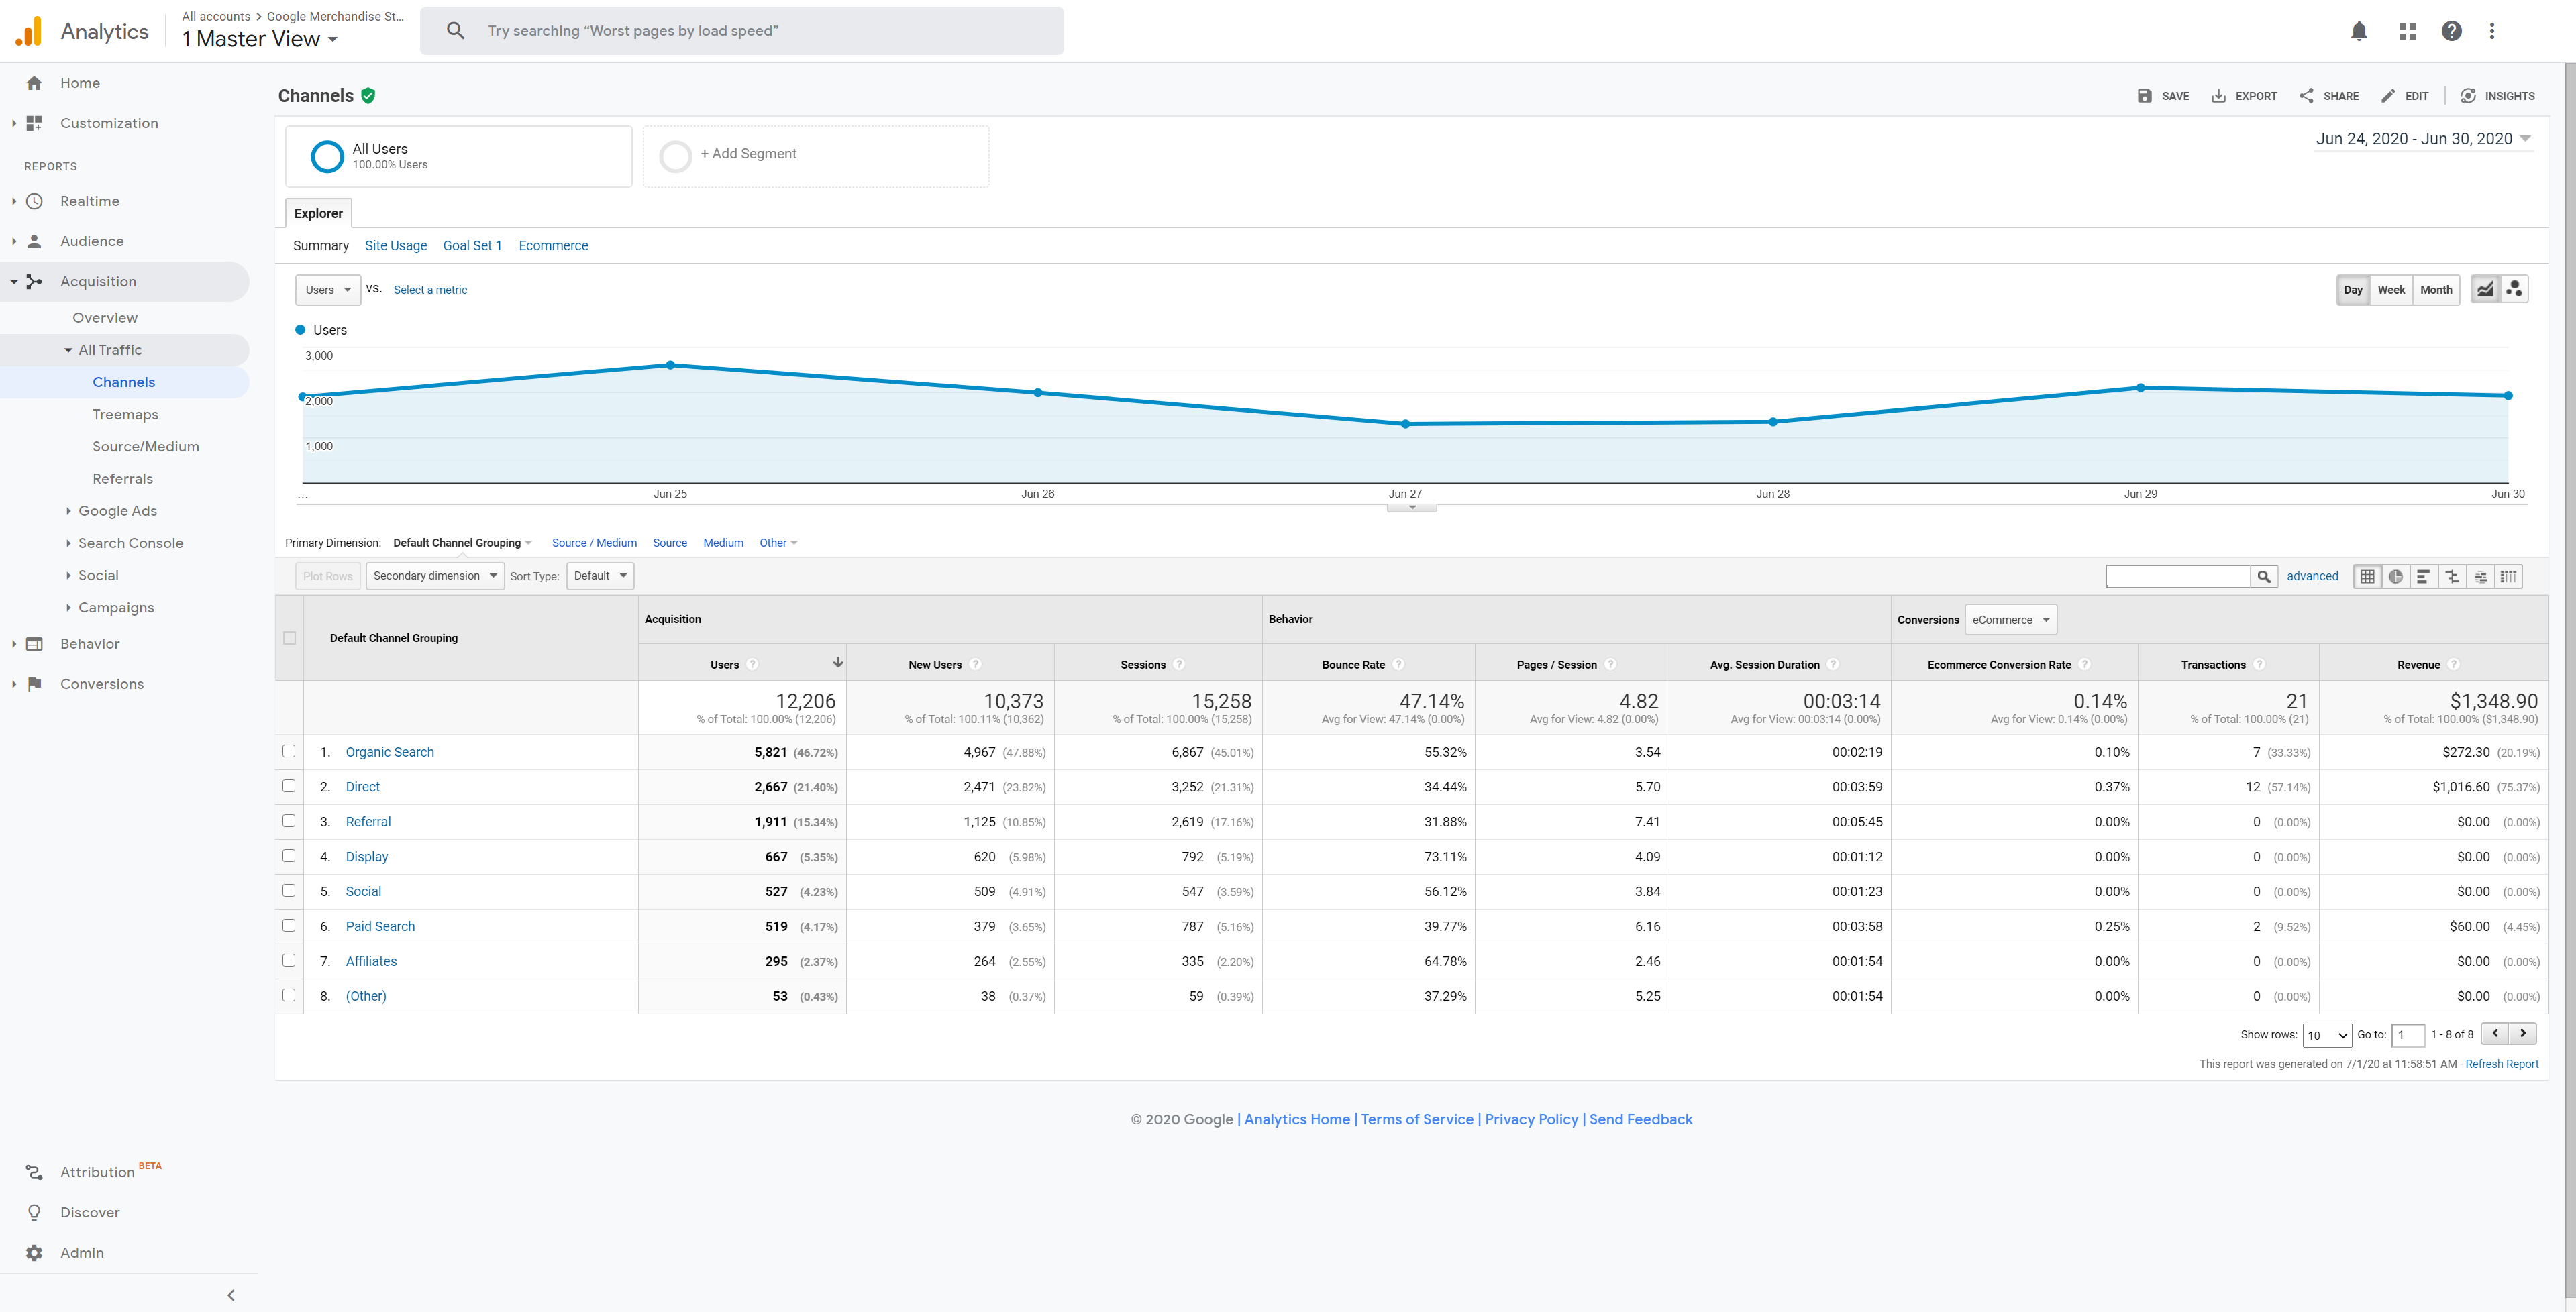 Analytics
All accounts > Google Merchandise St...
1 Master View
Try searching “Worst pages by load speed”
Home
Customization
REPORTS
Realtime
Audience
Acquisition
Overview
All Traffic
Channels
Treemaps
Source/Medium
Referrals
Google Ads
Search Console
Social
Campaigns
Behavior
Conversions
Attribution BETA
Discover
Admin
Channels
SAVE EXPORT SHARE EDIT INSIGHTS
All Users
100.00% Users
+ Add Segment
Jun 24, 2020 - Jun 30, 2020
Explorer
Summary Site Usage Goal Set 1 Ecommerce
Users VS. Select a metric
Day Week Month
Users
3,000
2,000
1,000
... Jun 25 Jun 26 Jun 27 Jun 28 Jun 29 Jun 30
Primary Dimension: Default Channel Grouping Source / Medium Source Medium Other
Plot Rows Secondary dimension Sort Type: Default advanced
Default Channel Grouping Acquisition Behavior Conversions eCommerce
Users ? New Users ? Sessions ? Bounce Rate ? Pages / Session ? Avg. Session Duration ? Ecommerce Conversion Rate ? Transactions ? Revenue ?
12,206 10,373 15,258 47.14% 4.82 00:03:14 0.14% 21 $1,348.90
% of Total: 100.00% (12,206) % of Total: 100.11% (10,362) % of Total: 100.00% (15,258) Avg for View: 47.14% (0.00%) Avg for View: 4.82 (0.00%) Avg for View: 00:03:14 (0.00%) Avg for View: 0.14% (0.00%) % of Total: 100.00% (21) % of Total: 100.00% ($1,348.90)
1. Organic Search 5,821 (46.72%) 4,967 (47.88%) 6,867 (45.01%) 55.32% 3.54 00:02:19 0.10% 7 (33.33%) $272.30 (20.19%)
2. Direct 2,667 (21.40%) 2,471 (23.82%) 3,252 (21.31%) 34.44% 5.70 00:03:59 0.37% 12 (57.14%) $1,016.60 (75.37%)
3. Referral 1,911 (15.34%) 1,125 (10.85%) 2,619 (17.16%) 31.88% 7.41 00:05:45 0.00% 0 (0.00%) $0.00 (0.00%)
4. Display 667 (5.35%) 620 (5.98%) 792 (5.19%) 73.11% 4.09 00:01:12 0.00% 0 (0.00%) $0.00 (0.00%)
5. Social 527 (4.23%) 509 (4.91%) 547 (3.59%) 56.12% 3.84 00:01:23 0.00% 0 (0.00%) $0.00 (0.00%)
6. Paid Search 519 (4.17%) 379 (3.65%) 787 (5.16%) 39.77% 6.16 00:03:58 0.25% 2 (9.52%) $60.00 (4.45%)
7. Affiliates 295 (2.37%) 264 (2.55%) 335 (2.20%) 64.78% 2.46 00:01:54 0.00% 0 (0.00%) $0.00 (0.00%)
8. (Other) 53 (0.43%) 38 (0.37%) 59 (0.39%) 37.29% 5.25 00:01:54 0.00% 0 (0.00%) $0.00 (0.00%)
Show rows: 10 Go to: 1 1 - 8 of 8
This report was generated on 7/1/20 at 11:58:51 AM - Refresh Report
© 2020 Google | Analytics Home | Terms of Service | Privacy Policy | Send Feedback